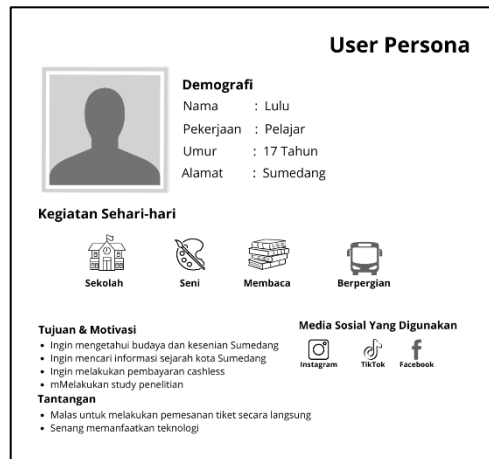 User Persona
Demografi
Nama : Lulu
Pekerjaan : Pelajar
Umur : 17 Tahun
Alamat : Sumedang
Kegiatan Sehari-hari
Sekolah Seni Membaca Berpergian
Tujuan & Motivasi
• Ingin mengetahui budaya dan kesenian Sumedang
• Ingin mencari informasi sejarah kota Sumedang
• Ingin melakukan pembayaran cashless
• mMelakukan study penelitian
Tantangan
• Malas untuk melakukan pemesanan tiket secara langsung
• Senang memanfaatkan teknologi
Media Sosial Yang Digunakan
Instagram TikTok Facebook